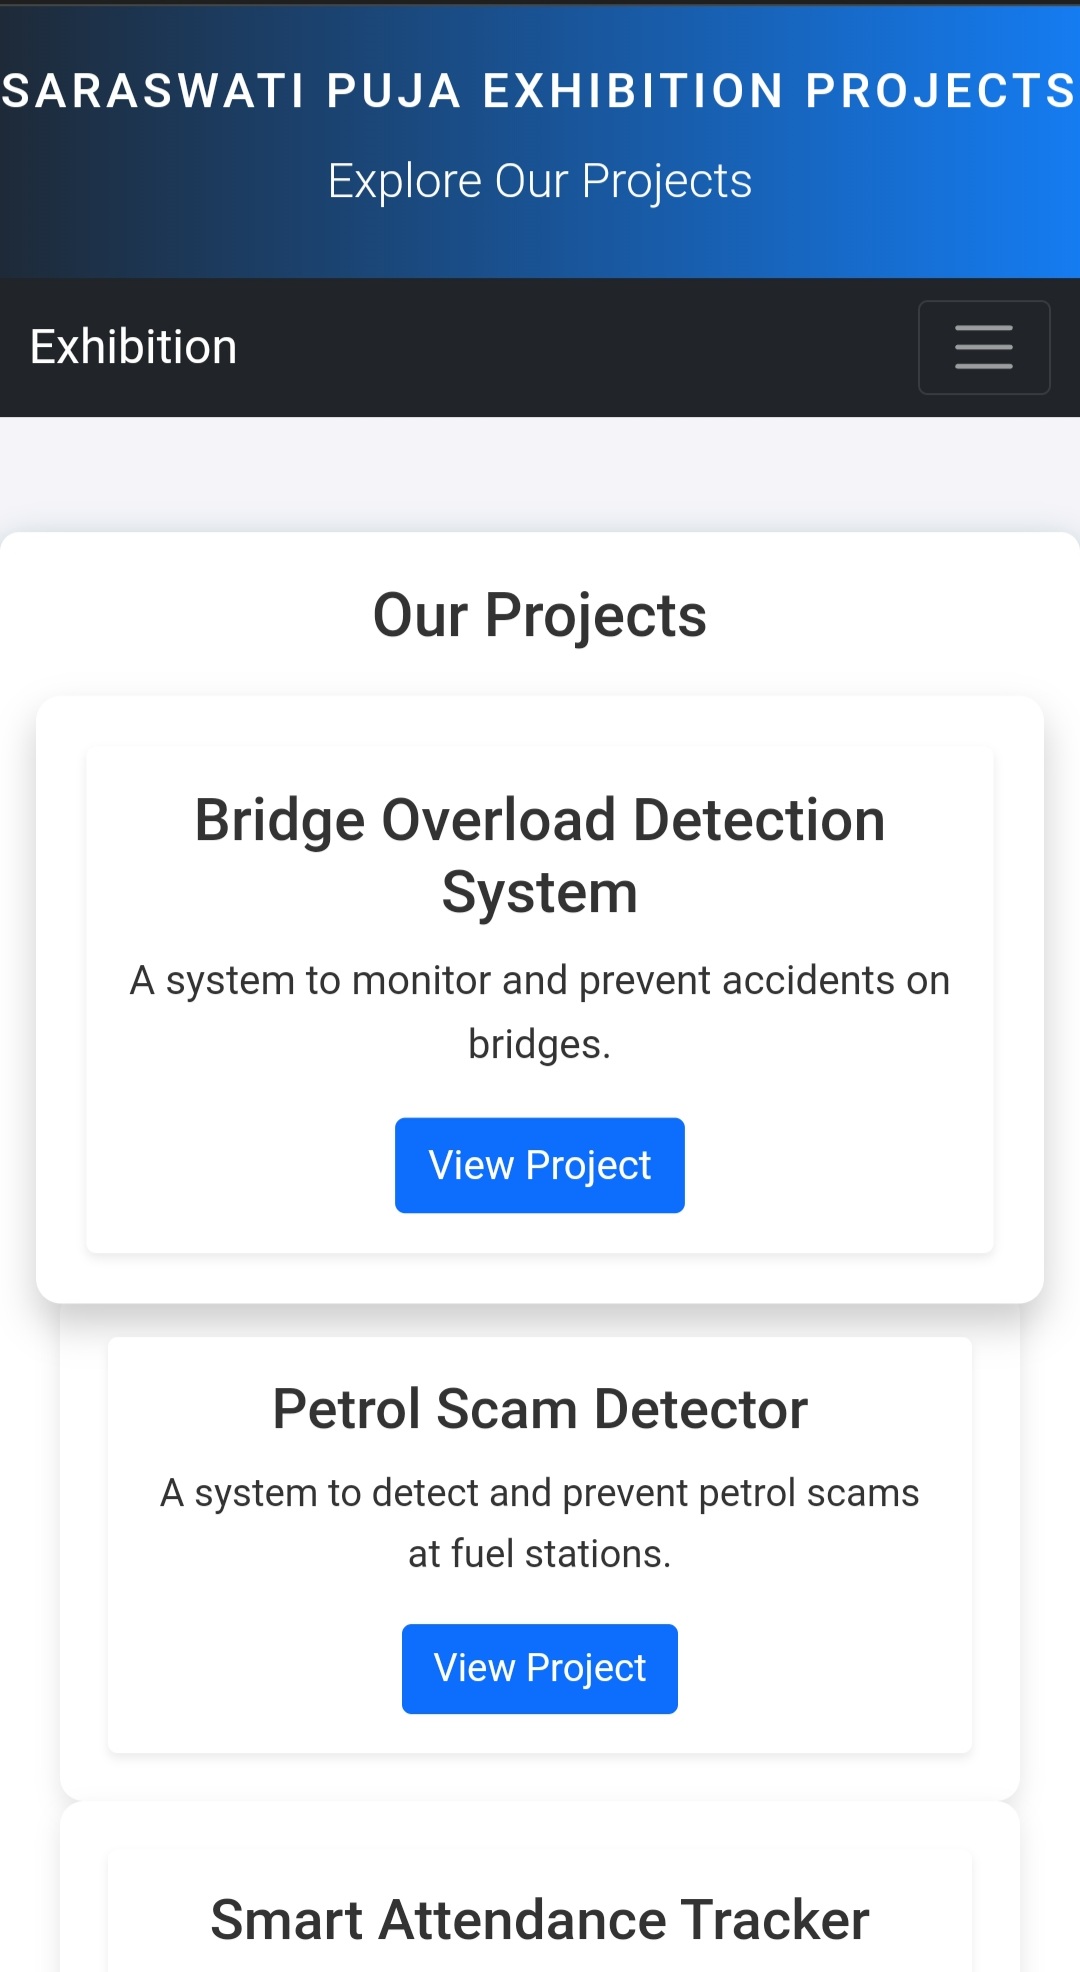 SARASWATI PUJA EXHIBITION PROJECTS
Explore Our Projects
Exhibition
Our Projects
Bridge Overload Detection
System
A system to monitor and prevent accidents on
bridges.
View Project
Petrol Scam Detector
A system to detect and prevent petrol scams
at fuel stations.
View Project
Smart Attendance Tracker